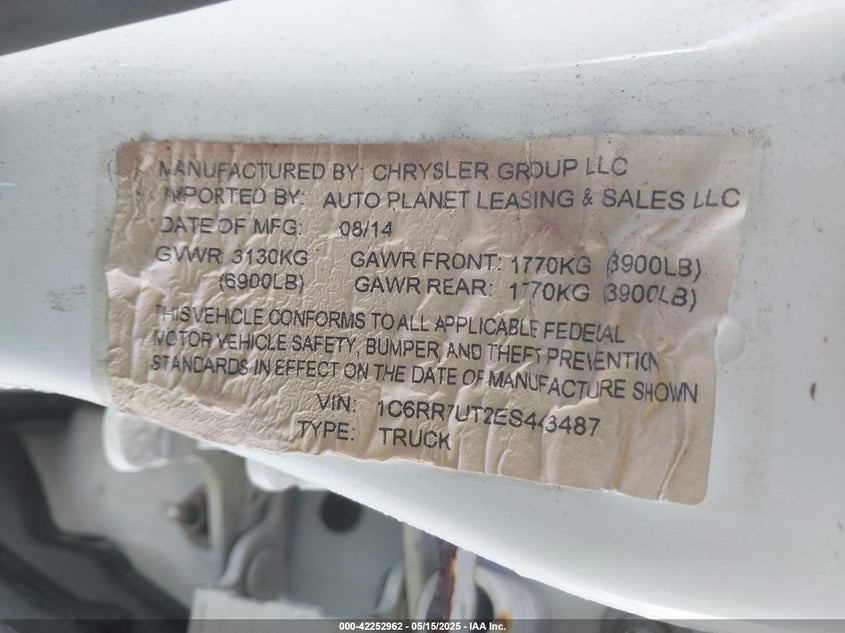 MANUFACTURED BY: CHRYSLER GROUP LLC
IMPORTED BY: AUTO PLANET LEASING & SALES LLC
DATE OF MFG: 08/14
GVWR 3130KG GAWR FRONT: 1770KG (3900LB)
(6900LB) GAWR REAR: 1770KG (3900LB)
THIS VEHICLE CONFORMS TO ALL APPLICABLE FEDERAL
MOTOR VEHICLE SAFETY, BUMPER, AND THEFT PREVENTION
STANDARDS IN EFFECT ON THE DATE OF MANUFACTURE SHOWN
VIN: 1C6RR7UT2ES443487
TYPE: TRUCK
000-42252962 - 05/15/2025 - IAA Inc.